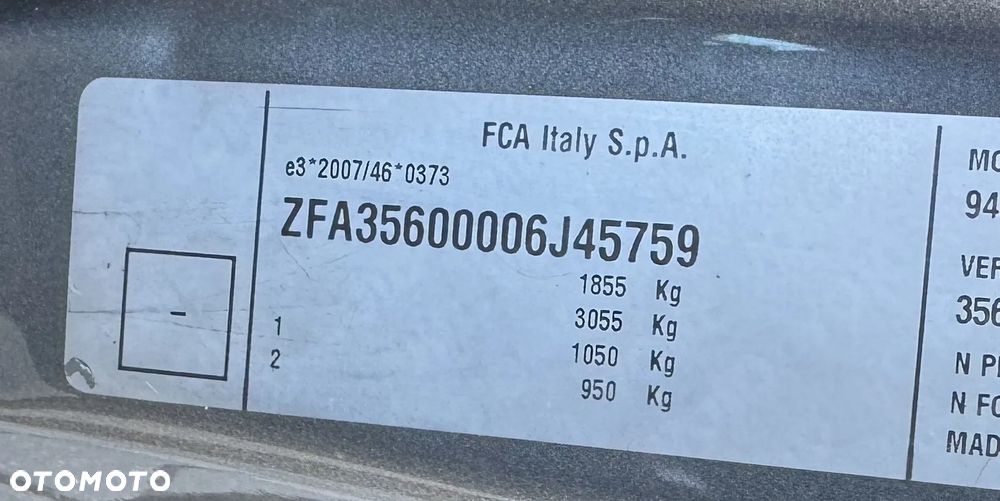 FCA Italy S.p.A.
e3*2007/46*0373
ZFA35600006J45759
1855 Kg
1 3055 Kg
2 1050 Kg
950 Kg
-
MO
94
VER
356
N P
N FO
MAD
OTOMOTO